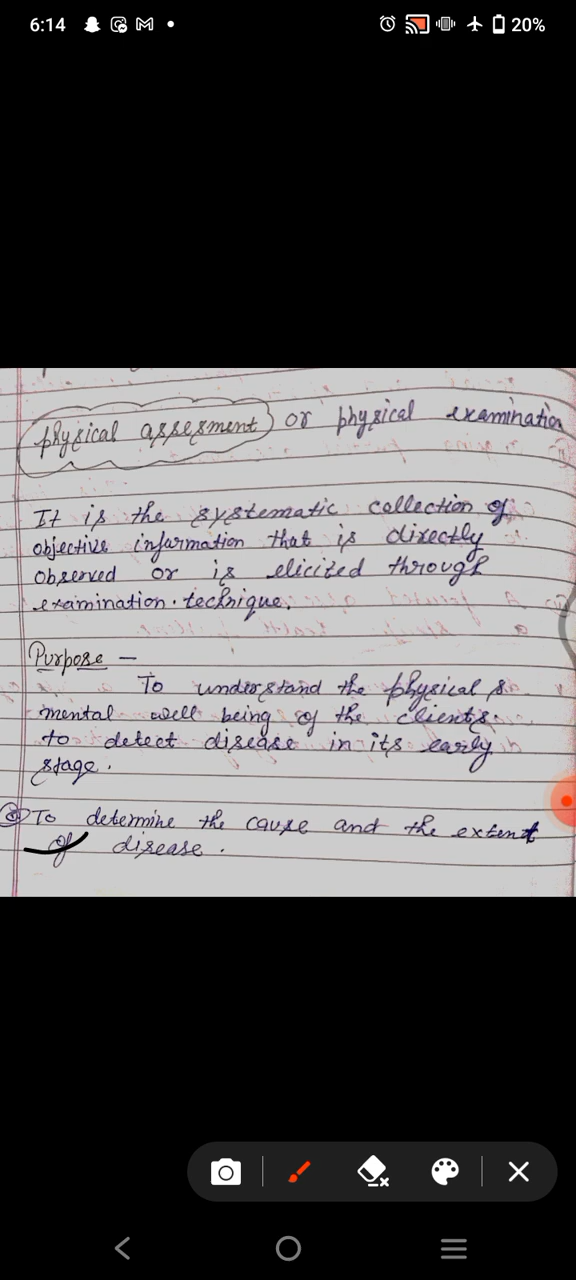 6:14
20%
physical assesment or physical examination
It is the systematic collection of
objective information that is directly
observed or is elicited through
examination. technique.
Purpose –
To understand the physical &
mental well being of the clients.
to detect disease in its early
stage.
To determine the cause and the extent
of disease.